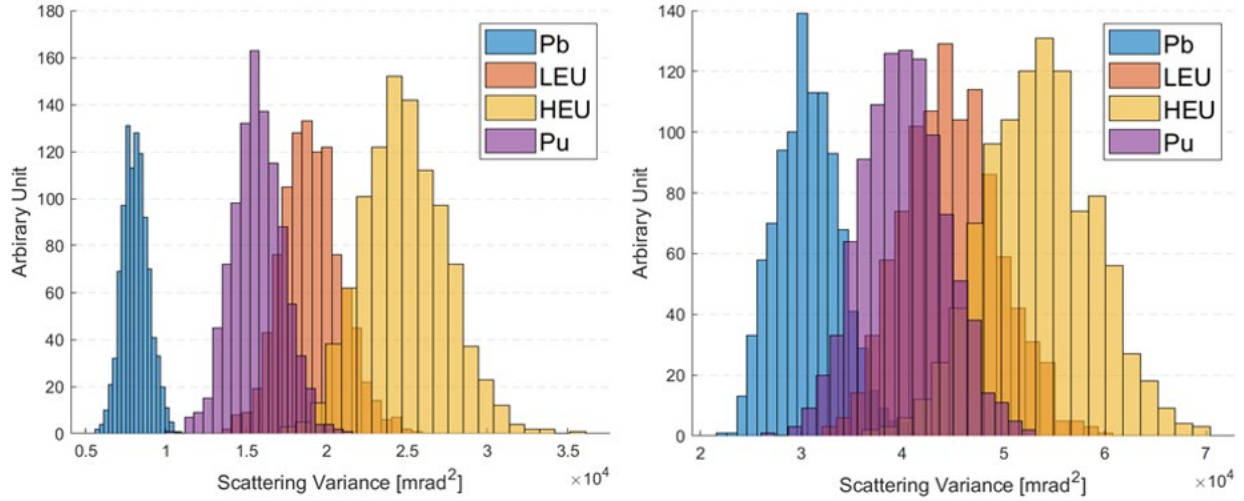 180
160
140
120
100
80
60
40
20
0
Arbirary Unit
Pb
LEU
HEU
Pu
0.5 1 1.5 2 2.5 3 3.5
×10⁴
Scattering Variance [mrad²]
140
120
100
80
60
40
20
0
Arbirary Unit
Pb
LEU
HEU
Pu
2 3 4 5 6 7
×10⁴
Scattering Variance [mrad²]